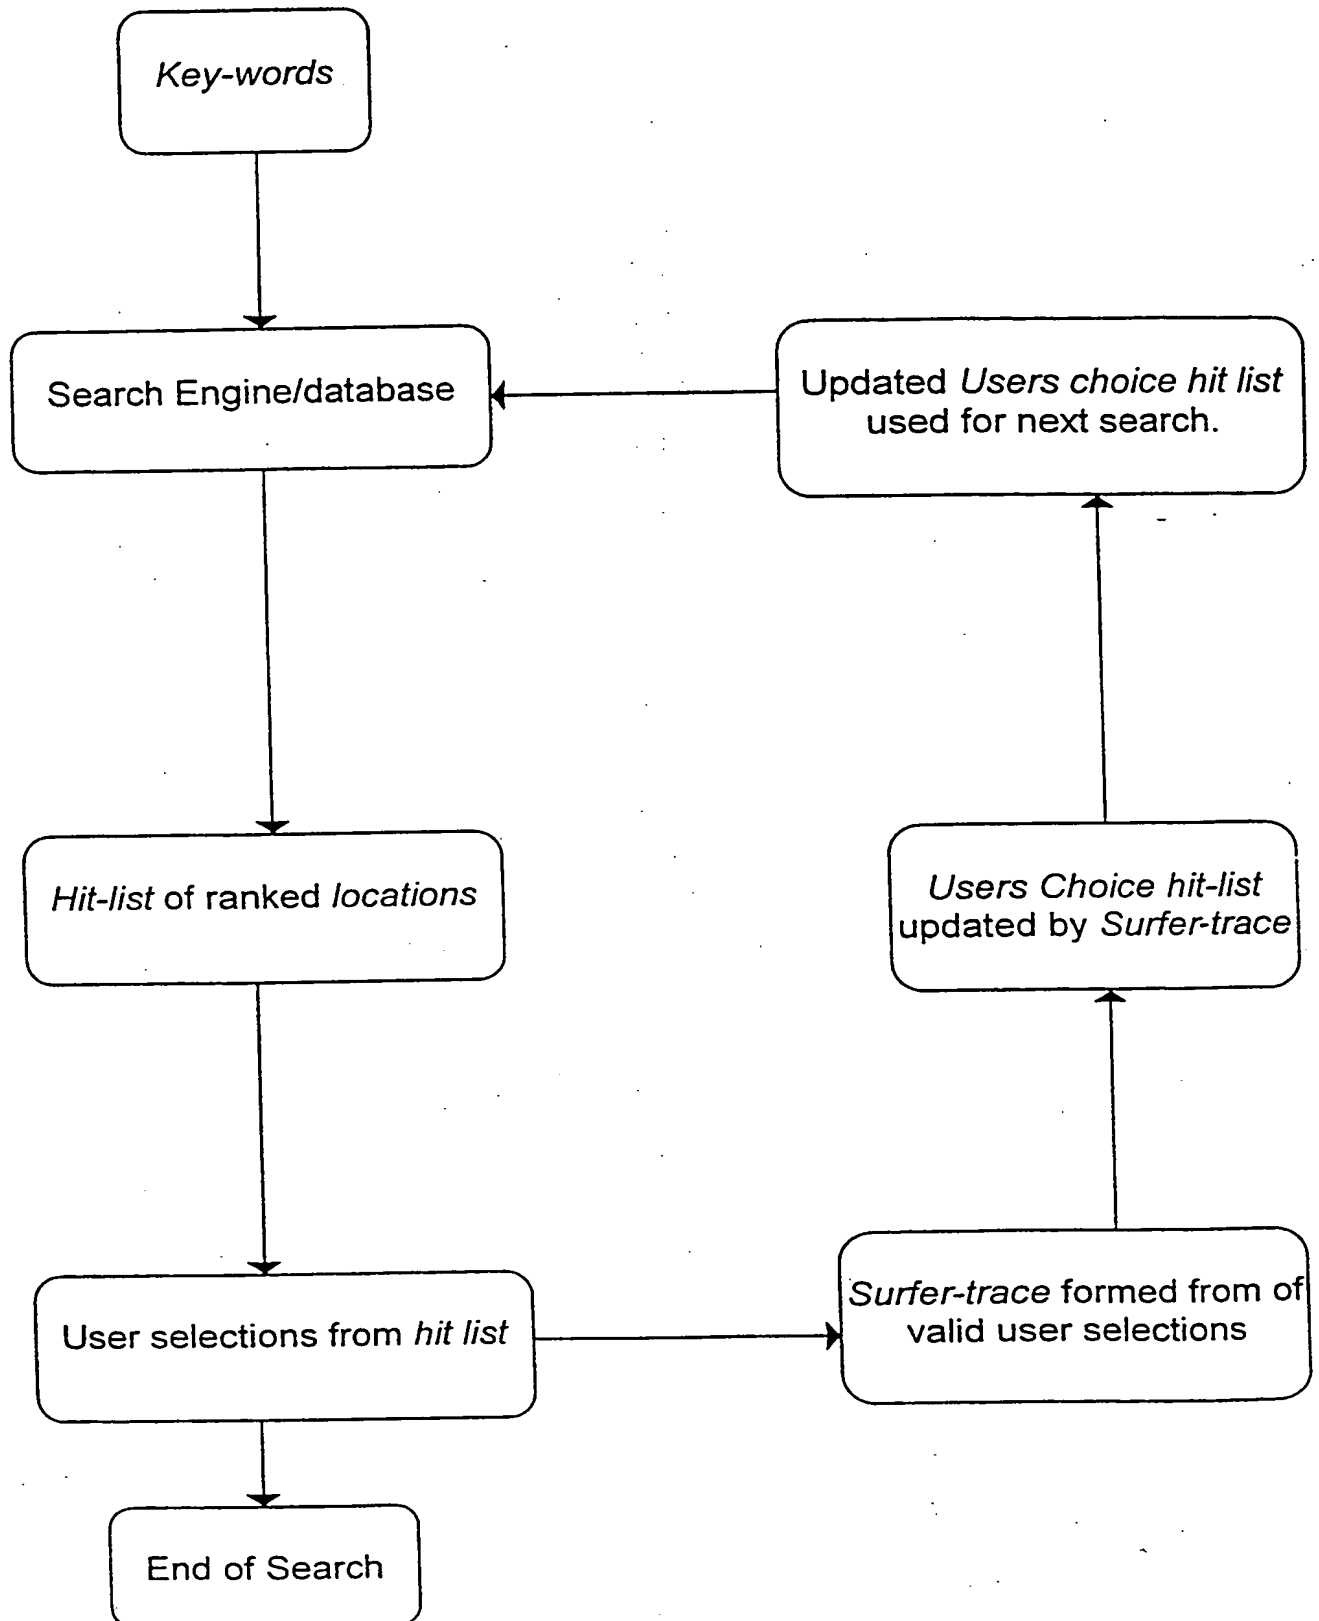 Key-words
Search Engine/database
Updated Users choice hit list
used for next search.
Hit-list of ranked locations
Users Choice hit-list
updated by Surfer-trace
User selections from hit list
Surfer-trace formed from of
valid user selections
End of Search